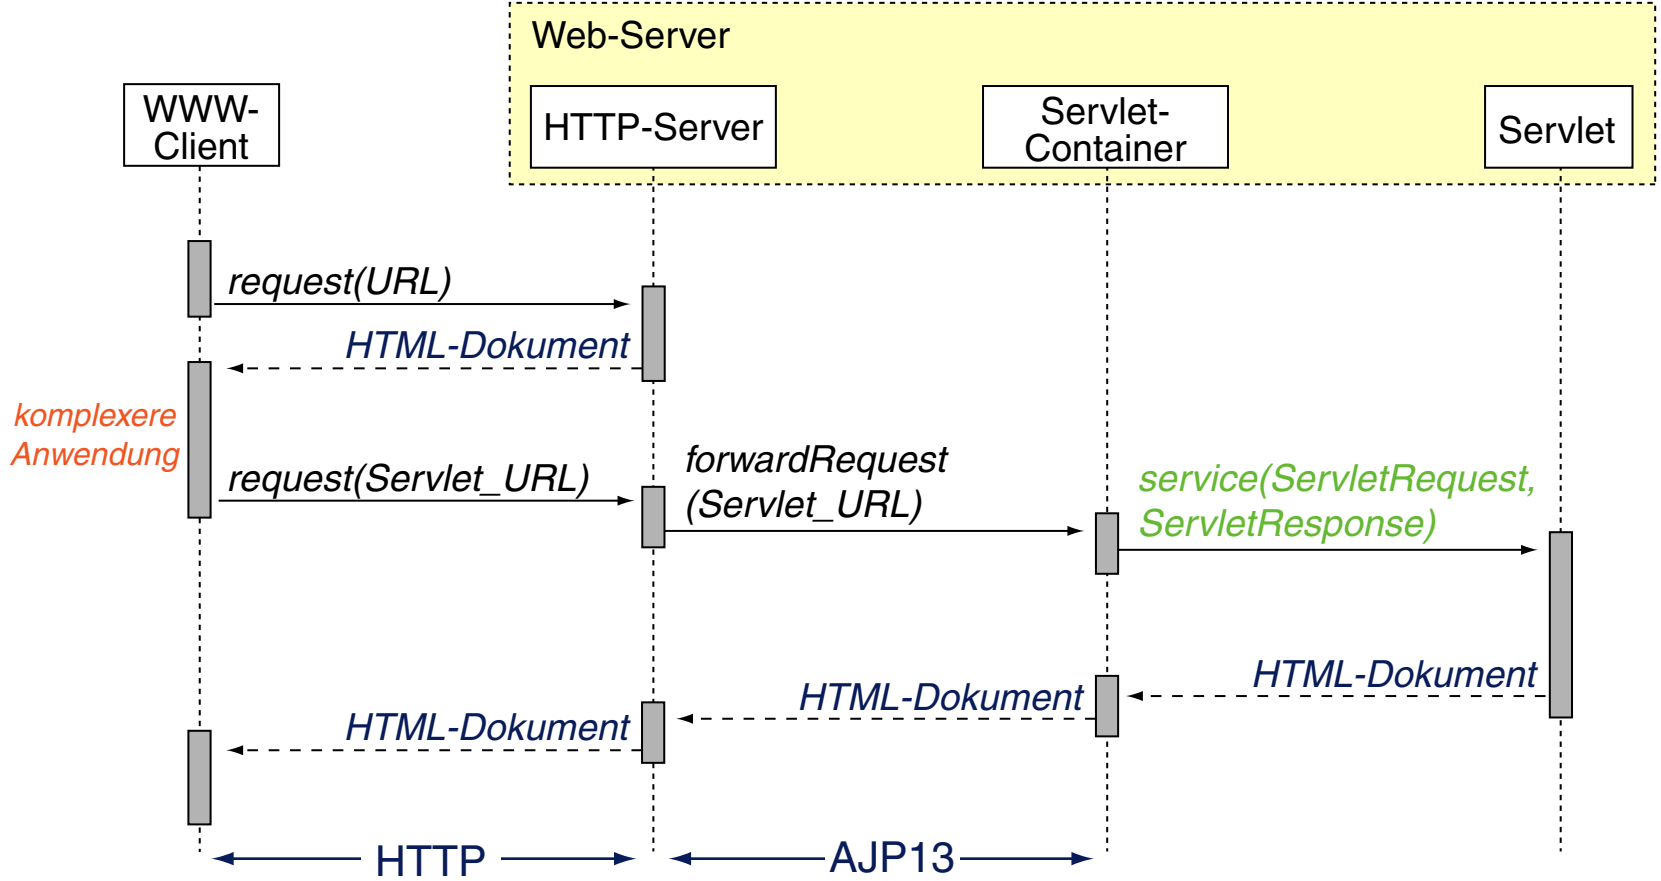 Web-Server
WWW-
Client
HTTP-Server
Servlet-
Container
Servlet
request(URL)
HTML-Dokument
komplexere
Anwendung
request(Servlet_URL)
forwardRequest
(Servlet_URL)
service(ServletRequest,
ServletResponse)
HTML-Dokument
HTML-Dokument
HTML-Dokument
HTTP
AJP13